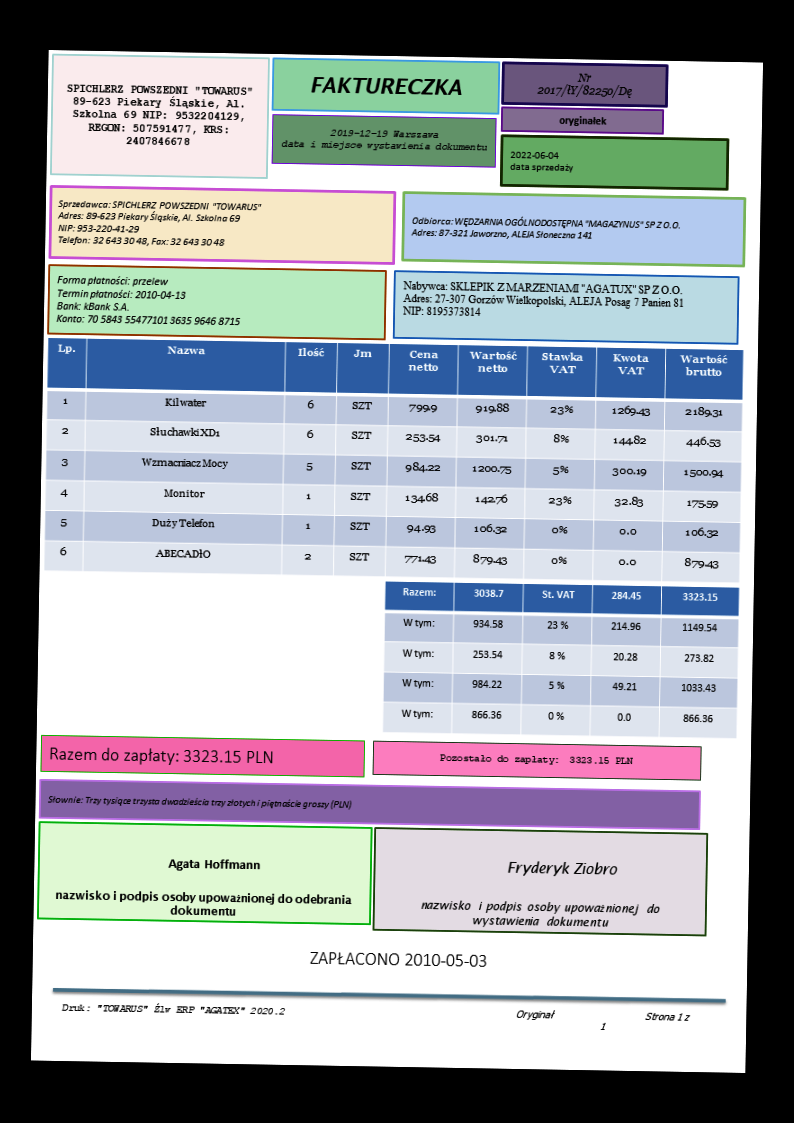 SPICHLERZ POWSZEDNI "TOWARUS"
89-623 Piekary Śląskie, Al.
Szkolna 69 NIP: 9532204129,
REGON: 507591477, KRS:
2407846678
FAKTURECZKA
2019-12-19 Warszawa
data i miejsce wystawienia dokumentu
Nr
2017/łY/82250/Dę
oryginałek
2022-06-04
data sprzedaży
Sprzedawca: SPICHLERZ POWSZEDNI "TOWARUS"
Adres: 89-623 Piekary Śląskie, Al. Szkolna 69
NIP: 953-220-41-29
Telefon: 32 643 30 48, Fax: 32 643 30 48
Odbiorca: WĘDZARNIA OGÓLNODOSTĘPNA "MAGAZYNUS" SP Z O.O.
Adres: 87-321 Jaworzno, ALEJA Słoneczna 141
Forma płatności: przelew
Termin płatności: 2010-04-13
Bank: kBank S.A.
Konto: 70 5843 55477101 3635 9646 8715
Nabywca: SKLEPIK Z MARZENIAMI "AGATUX" SP Z O.O.
Adres: 27-307 Gorzów Wielkopolski, ALEJA Posąg 7 Panien 81
NIP: 8195373814
Lp. Nazwa Ilość Jm Cena netto Wartość netto Stawka VAT Kwota VAT Wartość brutto
1 Kilwater 6 SZT 799.9 919.88 23% 1269.43 2189.31
2 Słuchawki XD1 6 SZT 253.54 301.71 8% 144.82 446.53
3 Wzmacniacz Mocy 5 SZT 984.22 1200.75 5% 300.19 1500.94
4 Monitor 1 SZT 134.68 142.76 23% 32.83 175.59
5 Duży Telefon 1 SZT 94.93 106.32 0% 0.0 106.32
6 ABECADłO 2 SZT 771.43 879.43 0% 0.0 879.43
Razem: 3038.7 St. VAT 284.45 3323.15
W tym: 934.58 23 % 214.96 1149.54
W tym: 253.54 8 % 20.28 273.82
W tym: 984.22 5 % 49.21 1033.43
W tym: 866.36 0 % 0.0 866.36
Razem do zapłaty: 3323.15 PLN
Pozostało do zapłaty: 3323.15 PLN
Słownie: Trzy tysiące trzysta dwadzieścia trzy złotych i piętnaście groszy (PLN)
Agata Hoffmann
nazwisko i podpis osoby upoważnionej do odebrania
dokumentu
Fryderyk Ziobro
nazwisko i podpis osoby upoważnionej do
wystawienia dokumentu
ZAPŁACONO 2010-05-03
Druk: "TOWARUS" Źlv ERP "AGATEX" 2020.2
Oryginał
Strona 1 z
1